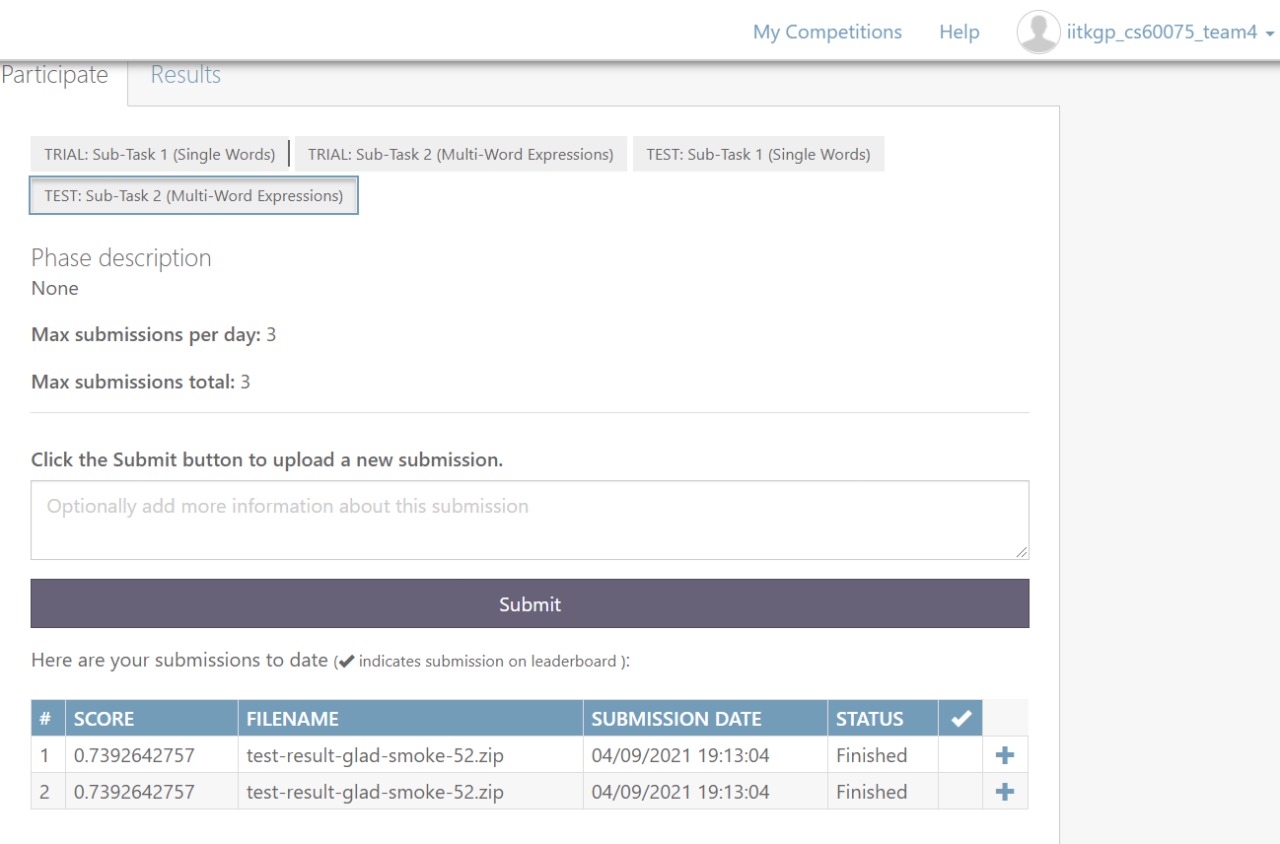 My Competitions Help iitkgp_cs60075_team4
Participate Results
TRIAL: Sub-Task 1 (Single Words) TRIAL: Sub-Task 2 (Multi-Word Expressions) TEST: Sub-Task 1 (Single Words)
TEST: Sub-Task 2 (Multi-Word Expressions)
Phase description
None
Max submissions per day: 3
Max submissions total: 3
Click the Submit button to upload a new submission.
Optionally add more information about this submission
Submit
Here are your submissions to date (✔ indicates submission on leaderboard ):
# SCORE FILENAME SUBMISSION DATE STATUS ✔
1 0.7392642757 test-result-glad-smoke-52.zip 04/09/2021 19:13:04 Finished +
2 0.7392642757 test-result-glad-smoke-52.zip 04/09/2021 19:13:04 Finished +